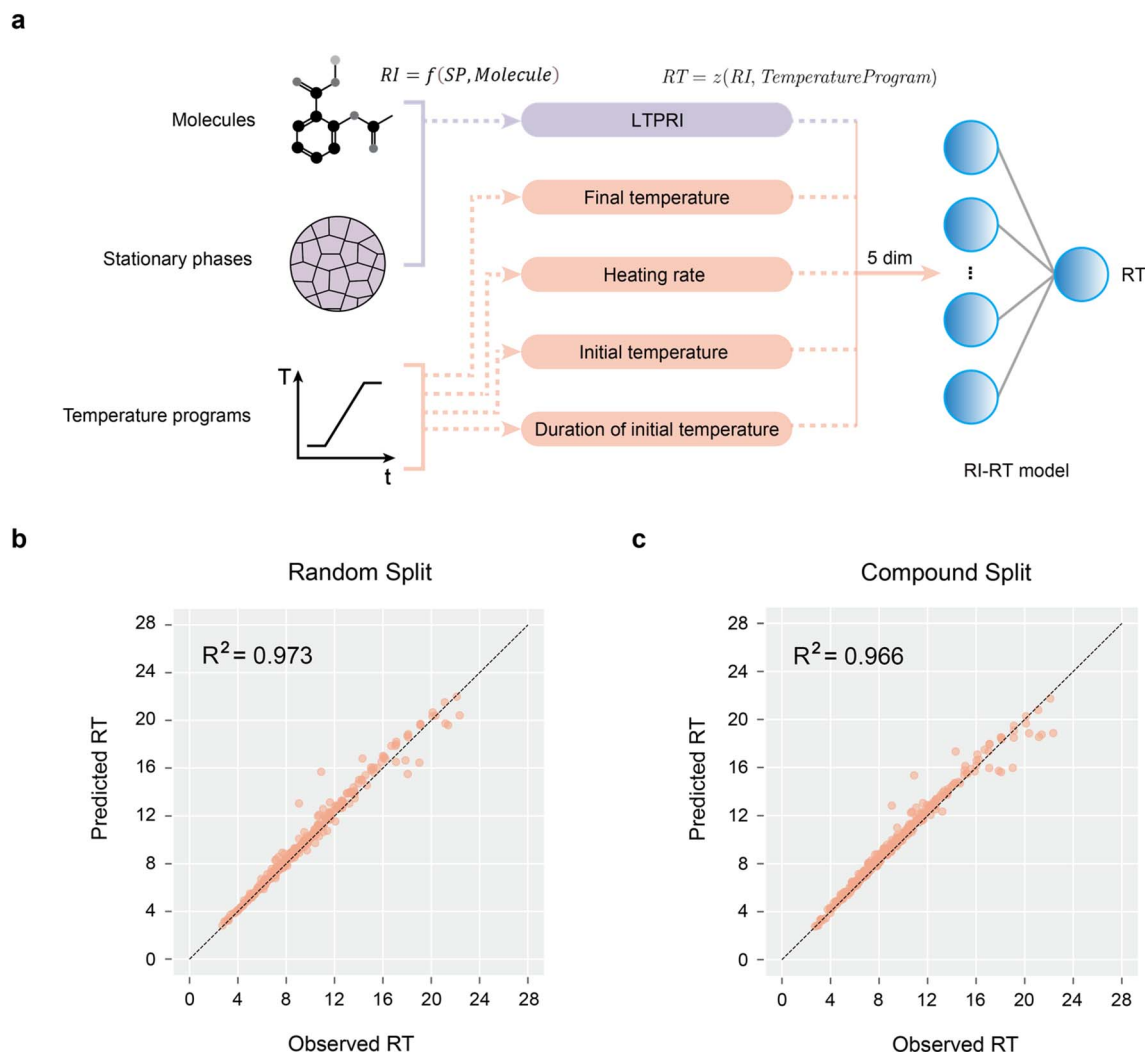 a
RI = f(SP, Molecule)
RT = z(RI, TemperatureProgram)
Molecules
LTPRI
Final temperature
Stationary phases
Heating rate
5 dim
RT
...
Initial temperature
T
Temperature programs
Duration of initial temperature
t
RI-RT model
b
Random Split
R² = 0.973
Predicted RT
28
24
20
16
12
8
4
0
0 4 8 12 16 20 24 28
Observed RT
c
Compound Split
R² = 0.966
Predicted RT
28
24
20
16
12
8
4
0
0 4 8 12 16 20 24 28
Observed RT